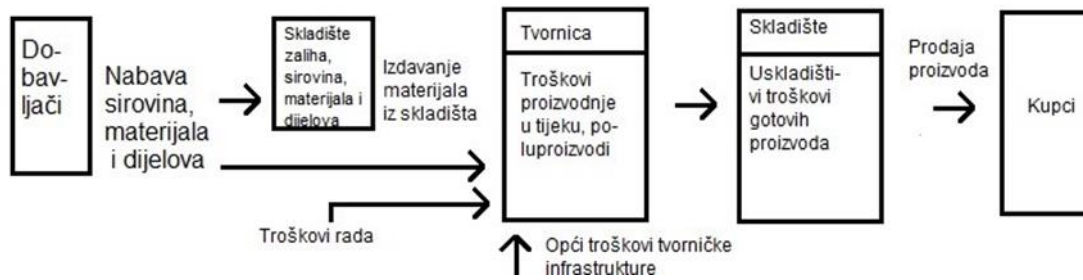 Do-
bav-
ljači
Nabava
sirovina,
materijala
i dijelova
Skladište
zaliha,
sirovina,
materijala i
dijelova
Izdavanje
materijala
iz skladišta
Troškovi rada
Tvornica
Troškovi
proizvodnje
u tijeku, po-
luproizvodi
Opći troškovi tvorničke
infrastrukture
Skladište
Uskladišti-
vi troškovi
gotovih
proizvoda
Prodaja
proizvoda
Kupci